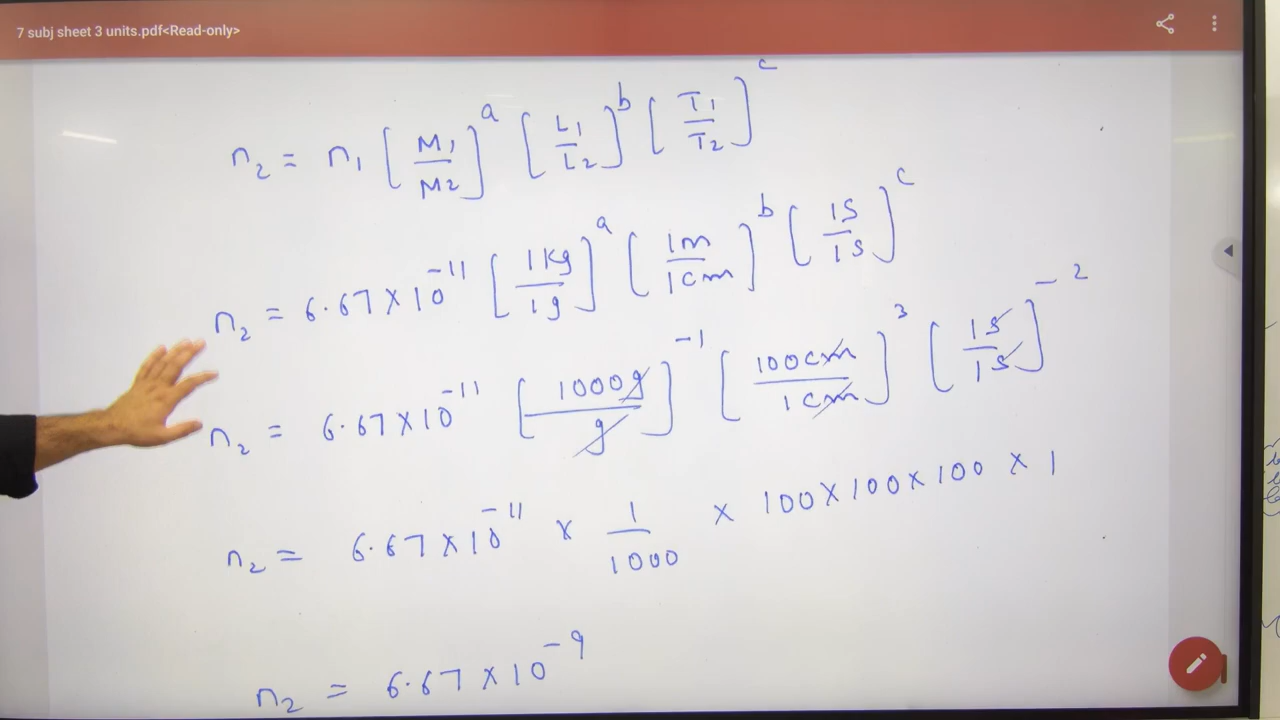 7 subj sheet 3 units.pdf<Read-only>
n₂ = n₁ [M₁/M₂]ᵃ [L₁/L₂]ᵇ [T₁/T₂]ᶜ
n₂ = 6.67 × 10⁻¹¹ [1kg/1g]ᵃ [1m/1cm]ᵇ [1s/1s]ᶜ
n₂ = 6.67 × 10⁻¹¹ [1000g/g]⁻¹ [100cm/1cm]³ [1s/1s]⁻²
n₂ = 6.67 × 10⁻¹¹ × 1/1000 × 100 × 100 × 100 × 1
n₂ = 6.67 × 10⁻⁹